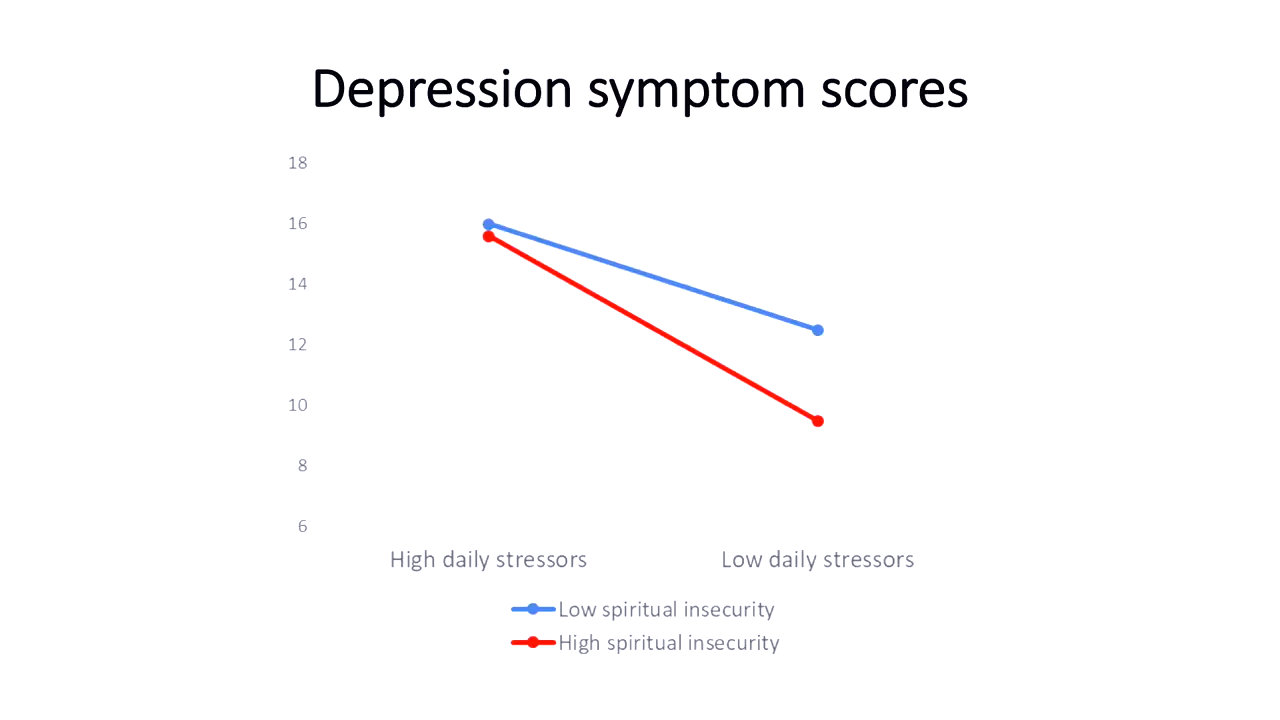 Depression symptom scores
18
16
14
12
10
8
6
High daily stressors
Low daily stressors
Low spiritual insecurity
High spiritual insecurity